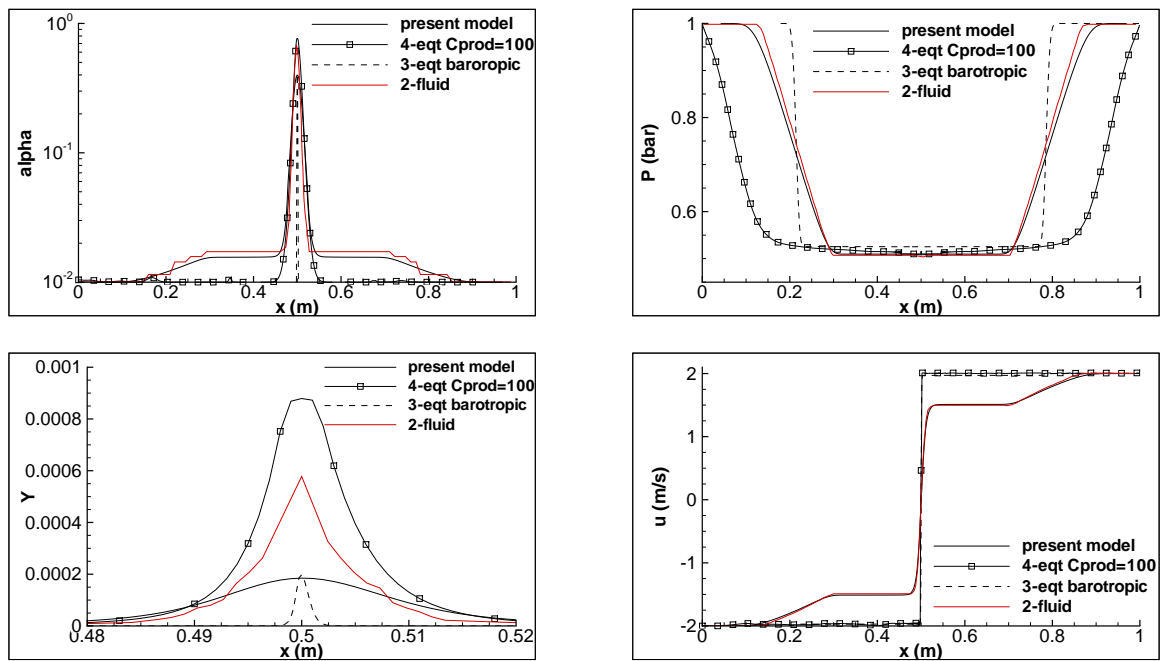 present model
4-eqt Cprod=100
3-eqt baroropic
2-fluid
alpha
10^0
10^-1
10^-2
0 0.2 0.4 0.6 0.8 1
x (m)
present model
4-eqt Cprod=100
3-eqt barotropic
2-fluid
P (bar)
1
0.8
0.6
0 0.2 0.4 0.6 0.8 1
x (m)
present model
4-eqt Cprod=100
3-eqt barotropic
2-fluid
Y
0.001
0.0008
0.0006
0.0004
0.0002
0
0.48 0.49 0.5 0.51 0.52
x (m)
present model
4-eqt Cprod=100
3-eqt barotropic
2-fluid
u (m/s)
2
1
0
-1
-2
0 0.2 0.4 0.6 0.8 1
x (m)